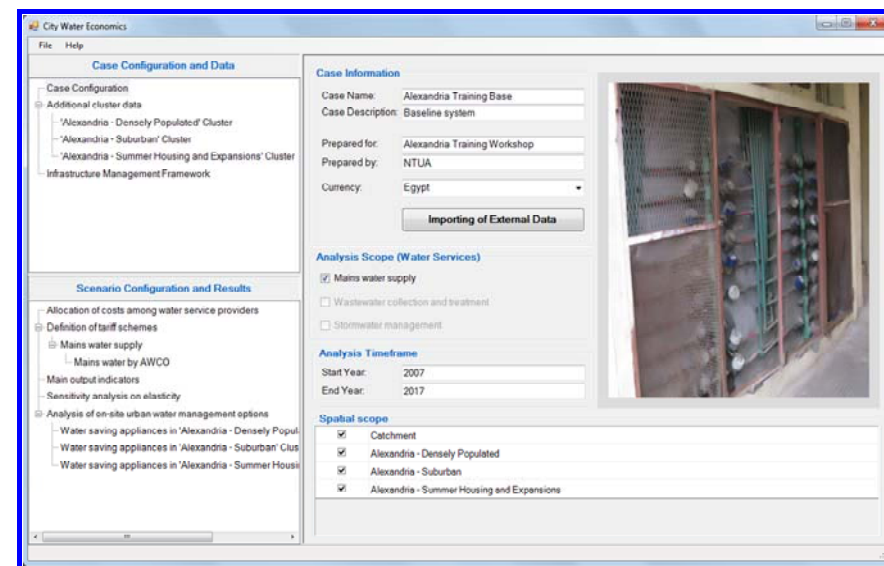 City Water Economics
File Help
Case Configuration and Data
Case Configuration
Additional cluster data
'Alexandria - Densely Populated' Cluster
'Alexandria - Suburban' Cluster
'Alexandria - Summer Housing and Expansions' Cluster
Infrastructure Management Framework
Scenario Configuration and Results
Allocation of costs among water service providers
Definition of tariff schemes
Mains water supply
Mains water by AWCO
Main output indicators
Sensitivity analysis on elasticity
Analysis of on-site urban water management options
Water saving appliances in 'Alexandria - Densely Popul
Water saving appliances in 'Alexandria - Suburban' Clus
Water saving appliances in 'Alexandria - Summer Housi
Case Information
Case Name: Alexandria Training Base
Case Description: Baseline system
Prepared for: Alexandria Training Workshop
Prepared by: NTUA
Currency: Egypt
Importing of External Data
Analysis Scope (Water Services)
Mains water supply
Wastewater collection and treatment
Stormwater management
Analysis Timeframe
Start Year: 2007
End Year: 2017
Spatial scope
Catchment
Alexandria - Densely Populated
Alexandria - Suburban
Alexandria - Summer Housing and Expansions